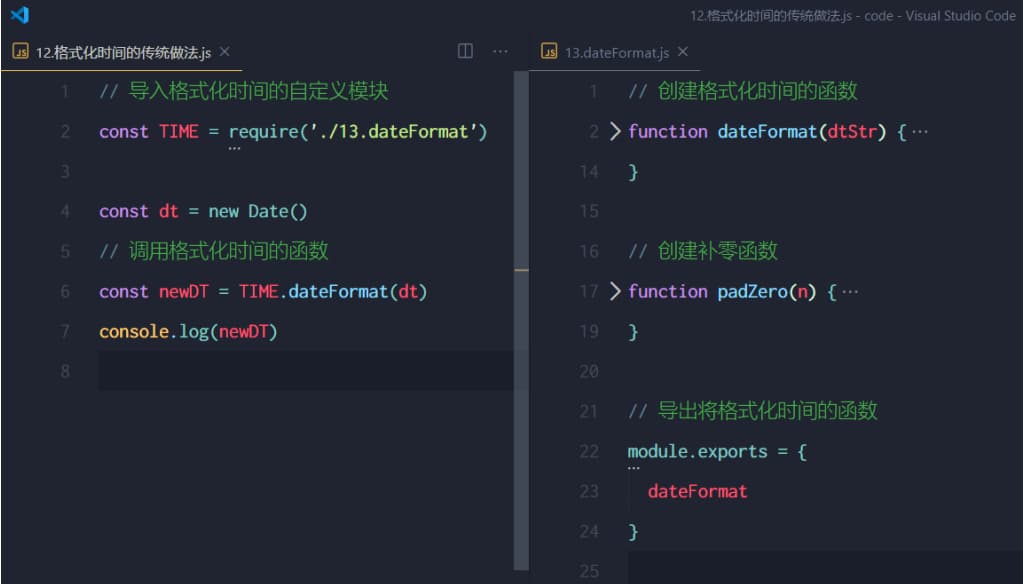 12.格式化时间的传统做法.js - code - Visual Studio Code
JS 12.格式化时间的传统做法.js ×
1 // 导入格式化时间的自定义模块
2 const TIME = require('./13.dateFormat')
3
4 const dt = new Date()
5 // 调用格式化时间的函数
6 const newDT = TIME.dateFormat(dt)
7 console.log(newDT)
8
JS 13.dateFormat.js ×
1 // 创建格式化时间的函数
2 function dateFormat(dtStr) { ···
14 }
15
16 // 创建补零函数
17 function padZero(n) { ···
19 }
20
21 // 导出将格式化时间的函数
22 module.exports = {
23 dateFormat
24 }
25